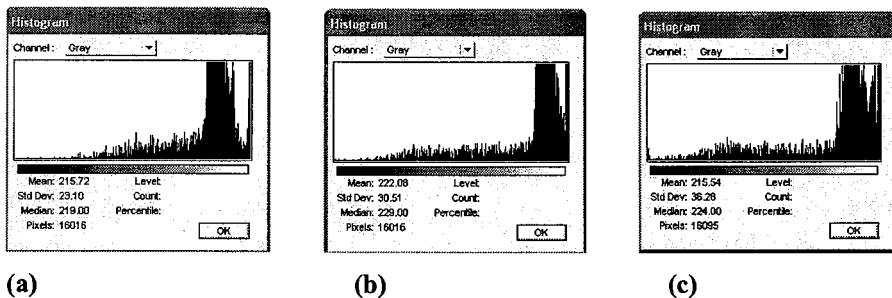 Histogram
Channel: Gray
Mean: 215.72 Level:
Std Dev: 23.10 Count:
Median: 219.00 Percentile:
Pixels: 16016
OK
(a)
Histogram
Channel: Gray
Mean: 222.08 Level:
Std Dev: 30.51 Count:
Median: 229.00 Percentile:
Pixels: 16016
OK
(b)
Histogram
Channel: Gray
Mean: 215.54 Level:
Std Dev: 36.28 Count:
Median: 224.00 Percentile:
Pixels: 16095
OK
(c)